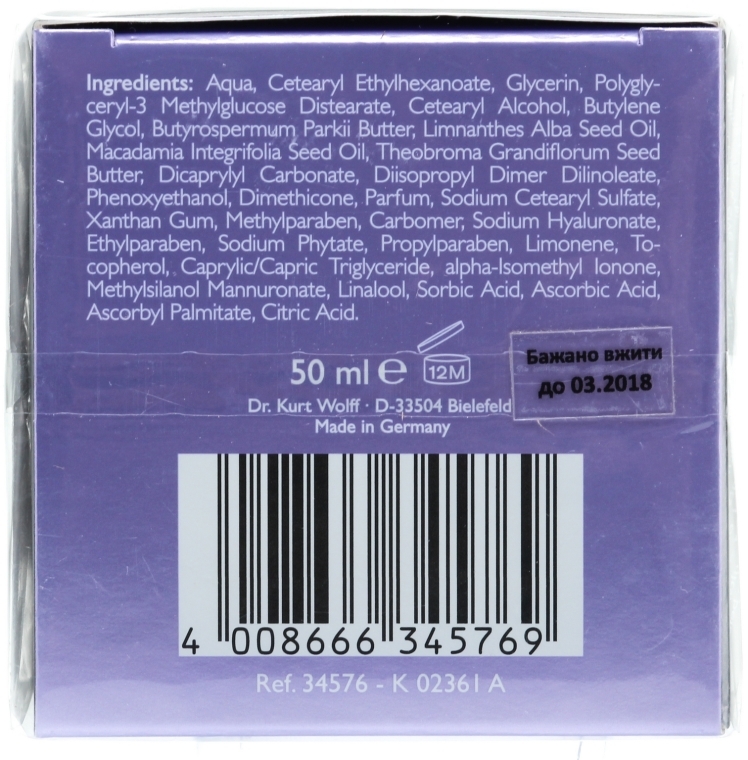 Ingredients: Aqua, Cetearyl Ethylhexanoate, Glycerin, Polygly-
ceryl-3 Methylglucose Distearate, Cetearyl Alcohol, Butylene
Glycol, Butyrospermum Parkii Butter, Limnanthes Alba Seed Oil,
Macadamia Integrifolia Seed Oil, Theobroma Grandiflorum Seed
Butter, Dicaprylyl Carbonate, Diisopropyl Dimer Dilinoleate,
Phenoxyethanol, Dimethicone, Parfum, Sodium Cetearyl Sulfate,
Xanthan Gum, Methylparaben, Carbomer, Sodium Hyaluronate,
Ethylparaben, Sodium Phytate, Propylparaben, Limonene, To-
copherol, Caprylic/Capric Triglyceride, alpha-Isomethyl Ionone,
Methylsilanol Mannuronate, Linalool, Sorbic Acid, Ascorbic Acid,
Ascorbyl Palmitate, Citric Acid.
50 ml e 12M
Бажано вжити
до 03.2018
Dr. Kurt Wolff · D-33504 Bielefeld
Made in Germany
4 008666 345769
Ref. 34576 - K 02361 A